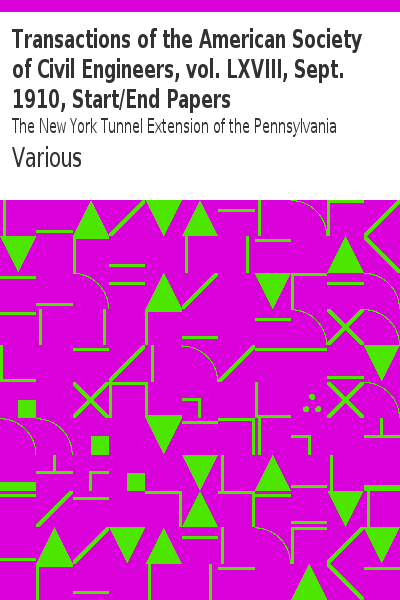 Transactions of the American Society
of Civil Engineers, vol. LXVIII, Sept.
1910, Start/End Papers
The New York Tunnel Extension of the Pennsylvania
Various